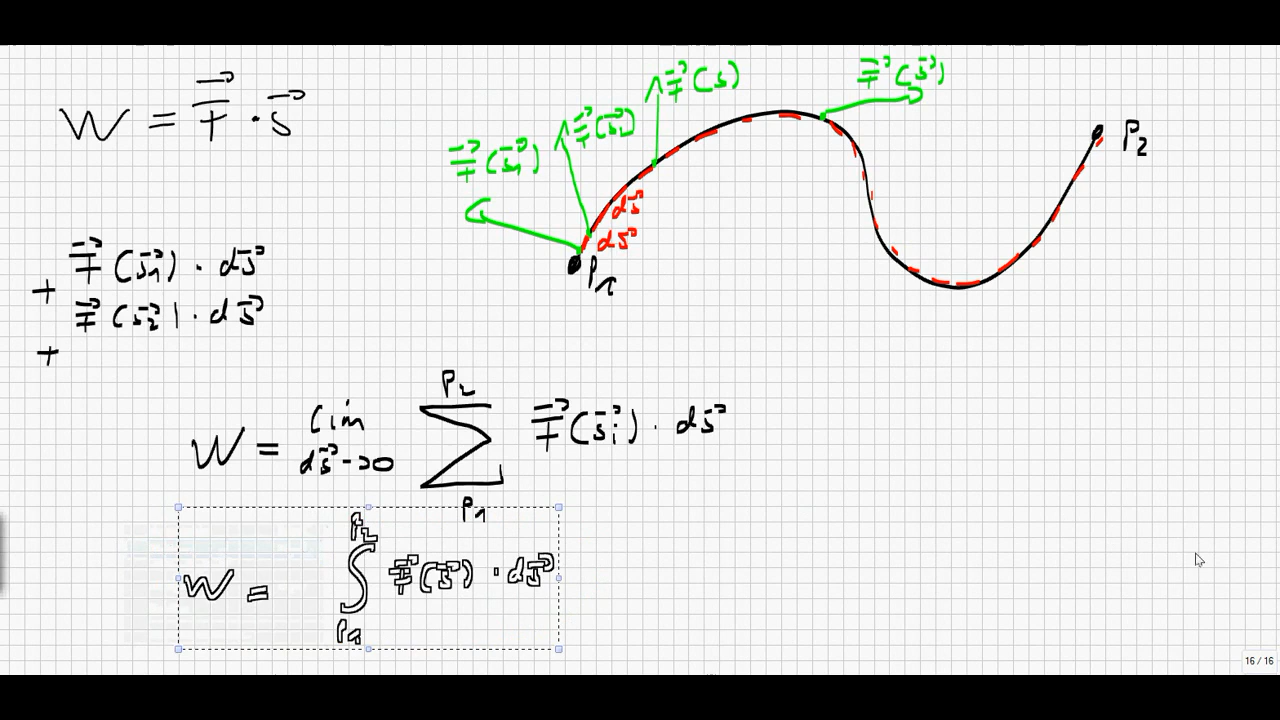 W = F⃗ · s⃗
F⃗(s⃗₁)
F⃗(s⃗₂)
F⃗(s)
F⃗(s⃗)
ds⃗
ds⃗
P₁
P₂
F⃗(s⃗₁) · ds⃗
+ F⃗(s⃗₂) · ds⃗
+
W = lim ds⃗→0 ∑ P₁ P₂ F⃗(s⃗ᵢ) · ds⃗
W = ∫ P₁ P₂ F⃗(s⃗) · ds⃗
16 / 16